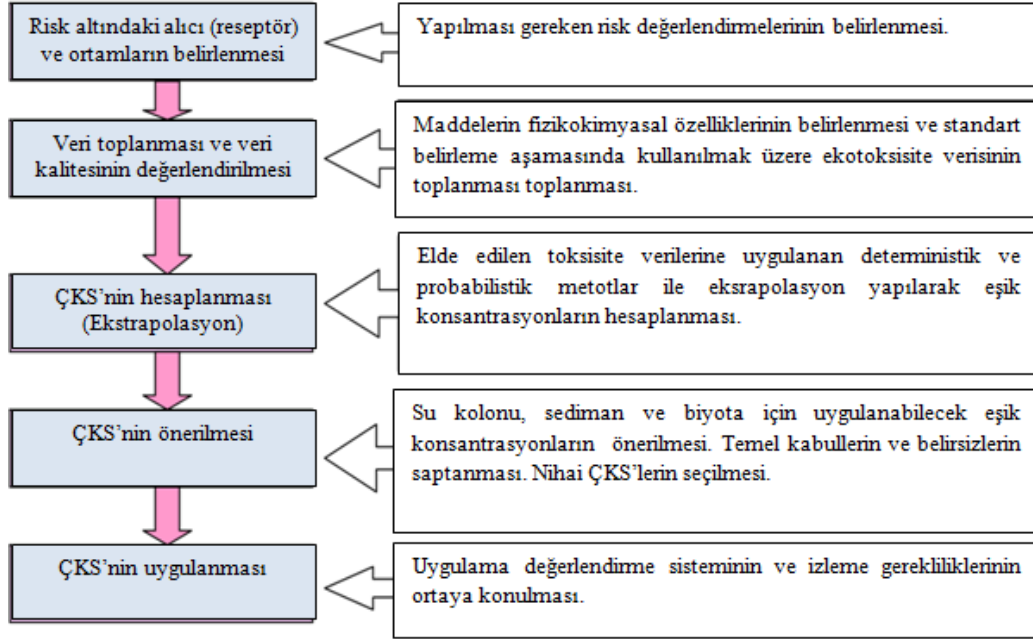 Risk altındaki alıcı (reseptör)
ve ortamların belirlenmesi
Yapılması gereken risk değerlendirmelerinin belirlenmesi.
Veri toplanması ve veri
kalitesinin değerlendirilmesi
Maddelerin fizikokimyasal özelliklerinin belirlenmesi ve standart
belirleme aşamasında kullanılmak üzere ekotoksisite verisinin
toplanması toplanması.
ÇKS’nin hesaplanması
(Ekstrapolasyon)
Elde edilen toksisite verilerine uygulanan deterministik ve
probabilistik metotlar ile eksrapolasyon yapılarak eşik
konsantrasyonların hesaplanması.
ÇKS’nin önerilmesi
Su kolonu, sediman ve biyota için uygulanabilecek eşik
konsantrasyonların önerilmesi. Temel kabullerin ve belirsizlerin
saptanması. Nihai ÇKS’lerin seçilmesi.
ÇKS’nin uygulanması
Uygulama değerlendirme sisteminin ve izleme gerekliliklerinin
ortaya konulması.